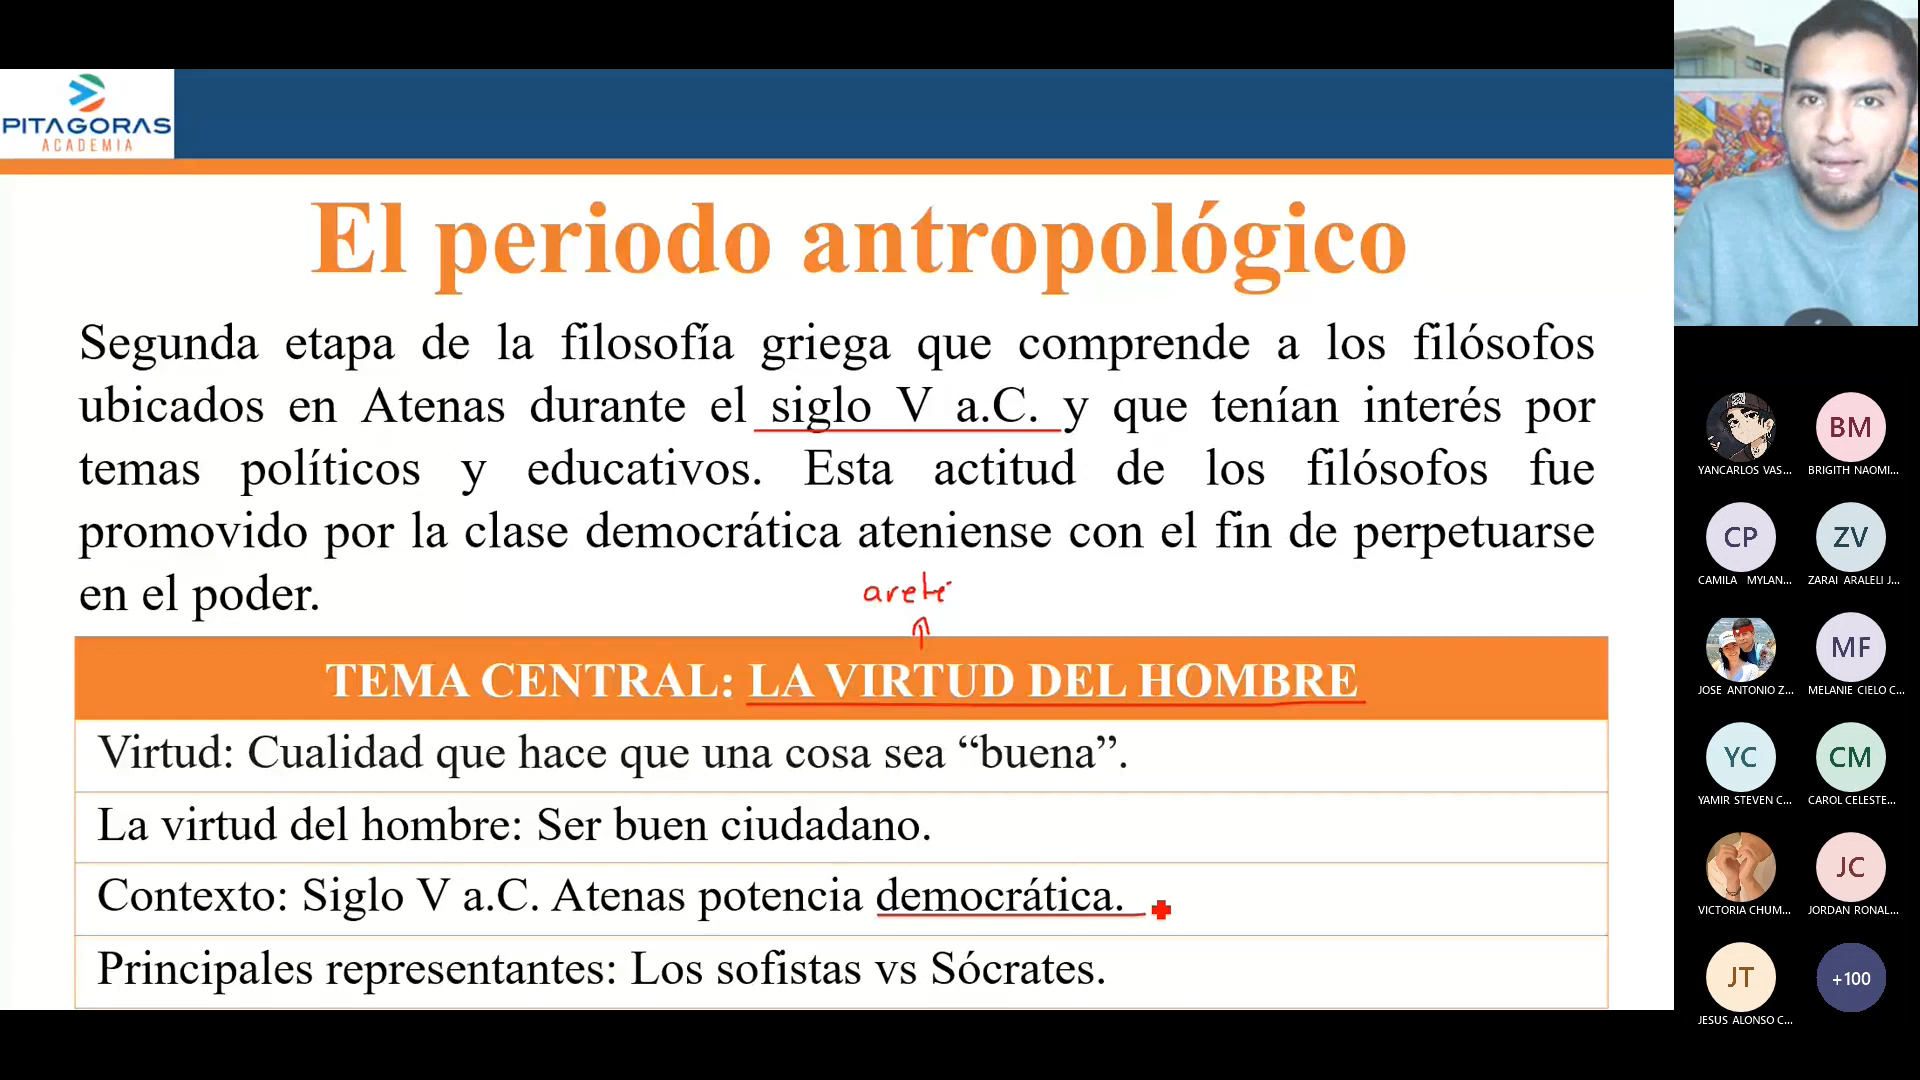 PITAGORAS
ACADEMIA
El periodo antropológico
Segunda etapa de la filosofía griega que comprende a los filósofos
ubicados en Atenas durante el siglo V a.C. y que tenían interés por
temas políticos y educativos. Esta actitud de los filósofos fue
promovido por la clase democrática ateniense con el fin de perpetuarse
en el poder.
areté
TEMA CENTRAL: LA VIRTUD DEL HOMBRE
Virtud: Cualidad que hace que una cosa sea “buena”.
La virtud del hombre: Ser buen ciudadano.
Contexto: Siglo V a.C. Atenas potencia democrática.
Principales representantes: Los sofistas vs Sócrates.
YANCARLOS VAS...
BM
BRIGITH NAOMI...
CP
CAMILA MYLAN...
ZV
ZARAI ARALELI J...
JOSE ANTONIO Z...
MF
MELANIE CIELO C...
YC
YAMIR STEVEN C...
CM
CAROL CELESTE...
VICTORIA CHUM...
JC
JORDAN RONAL...
JT
JESUS ALONSO C...
+100